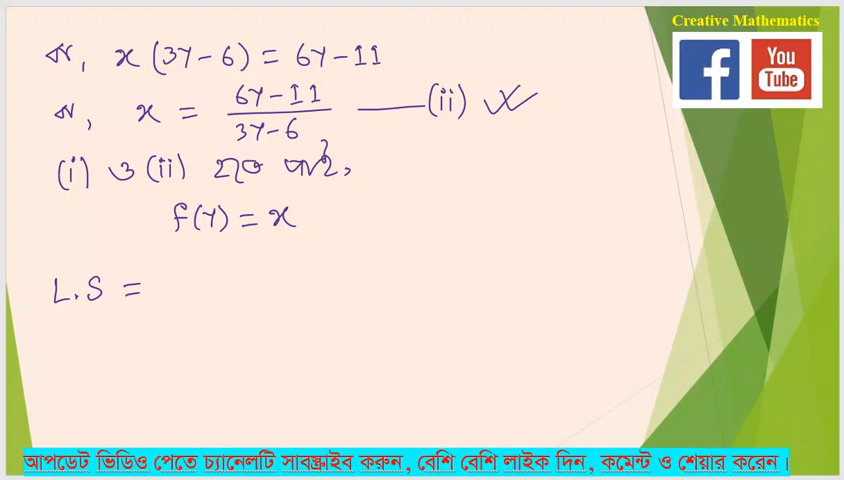 Creative Mathematics
বা, x (3y - 6) = 6y - 11
You
Tube
বা, x = \frac{6y - 11}{3y - 6} —— (ii)
(i) ও (ii) হতে পাই,
f(y) = x
L.S =
আপডেট ভিডিও পেতে চ্যানেলটি সাবস্ক্রাইব করুন, বেশি বেশি লাইক দিন, কমেন্ট ও শেয়ার করেন।